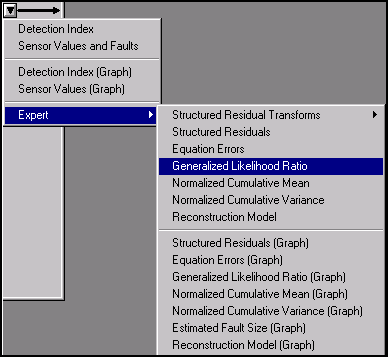 Detection Index
Sensor Values and Faults
Detection Index (Graph)
Sensor Values (Graph)
Expert
Structured Residual Transforms
Structured Residuals
Equation Errors
Generalized Likelihood Ratio
Normalized Cumulative Mean
Normalized Cumulative Variance
Reconstruction Model
Structured Residuals (Graph)
Equation Errors (Graph)
Generalized Likelihood Ratio (Graph)
Normalized Cumulative Mean (Graph)
Normalized Cumulative Variance (Graph)
Estimated Fault Size (Graph)
Reconstruction Model (Graph)